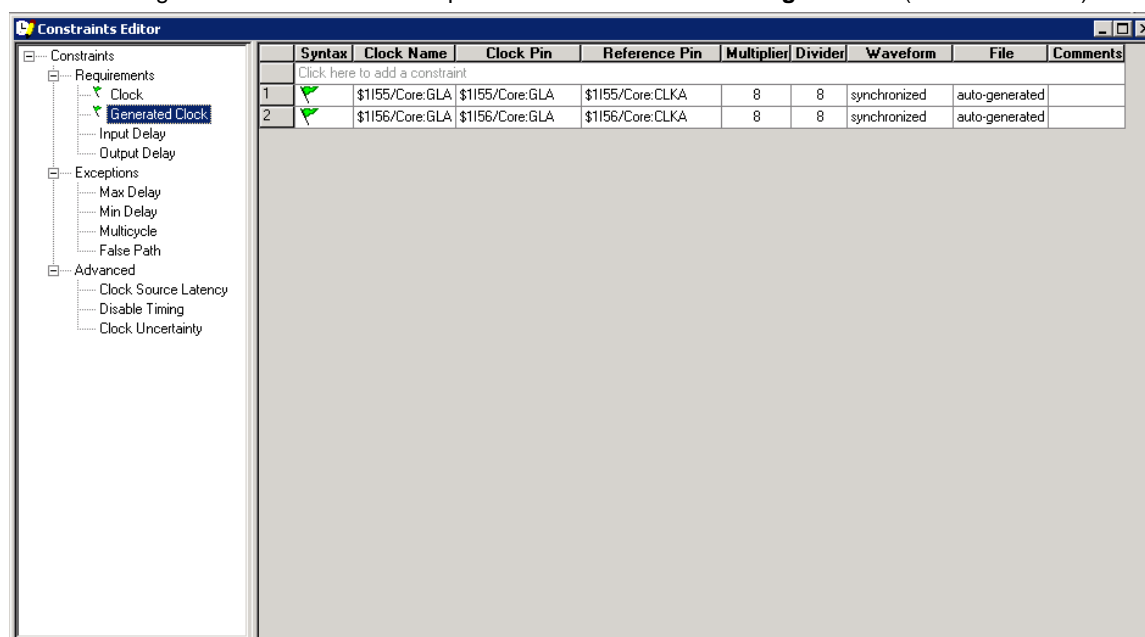 Constraints Editor
Constraints
Requirements
Clock
Generated Clock
Input Delay
Output Delay
Exceptions
Max Delay
Min Delay
Multicycle
False Path
Advanced
Clock Source Latency
Disable Timing
Clock Uncertainty
Syntax Clock Name Clock Pin Reference Pin Multiplier Divider Waveform File Comments
Click here to add a constraint
1 $1I55/Core:GLA $1I55/Core:GLA $1I55/Core:CLKA 8 8 synchronized auto-generated
2 $1I56/Core:GLA $1I56/Core:GLA $1I56/Core:CLKA 8 8 synchronized auto-generated